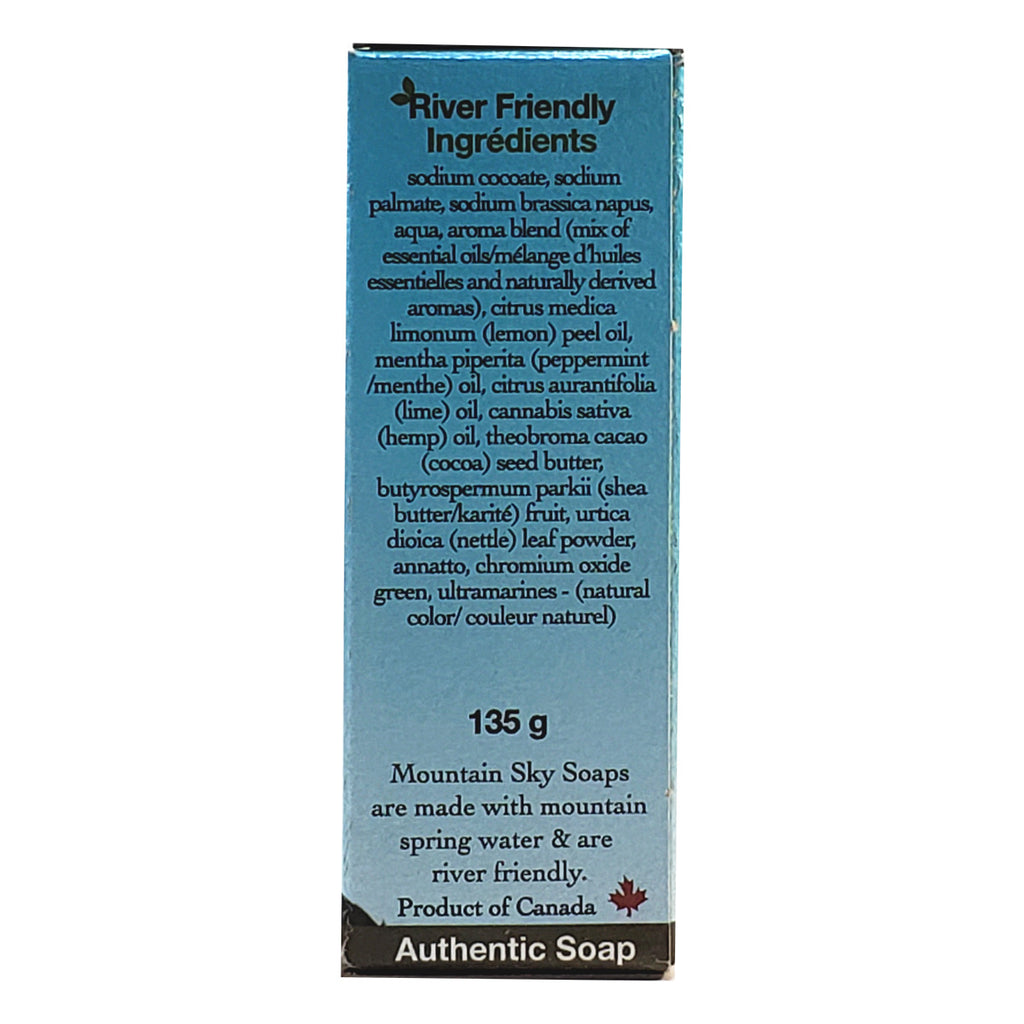 River Friendly
Ingrédients
sodium cocoate, sodium
palmate, sodium brassica napus,
aqua, aroma blend (mix of
essential oils/mélange d'huiles
essentielles and naturally derived
aromas), citrus medica
limonum (lemon) peel oil,
mentha piperita (peppermint
/menthe) oil, citrus aurantifolia
(lime) oil, cannabis sativa
(hemp) oil, theobroma cacao
(cocoa) seed butter,
butyrospermum parkii (shea
butter/karité) fruit, urtica
dioica (nettle) leaf powder,
annatto, chromium oxide
green, ultramarines - (natural
color/ couleur naturel)
135 g
Mountain Sky Soaps
are made with mountain
spring water & are
river friendly.
Product of Canada
Authentic Soap